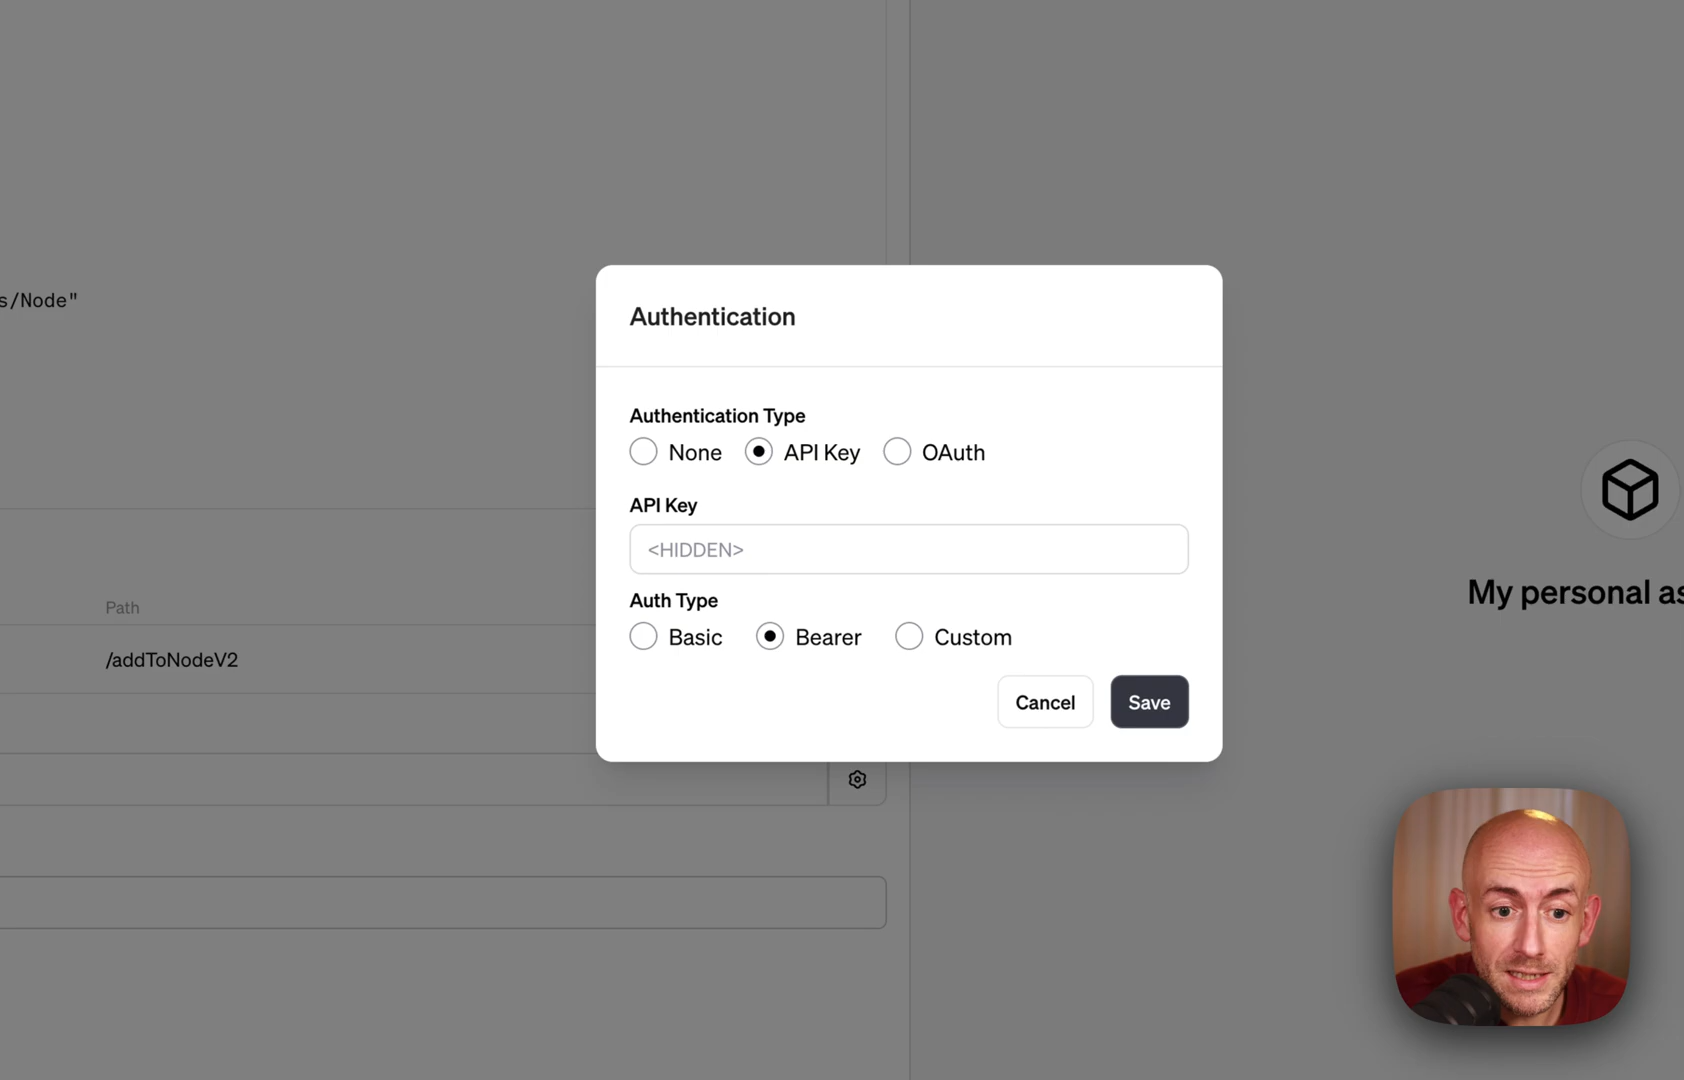 s/Node"
Authentication
Authentication Type
None API Key OAuth
API Key
<HIDDEN>
Auth Type
Basic Bearer Custom
Cancel Save
Path
/addToNodeV2
My personal as